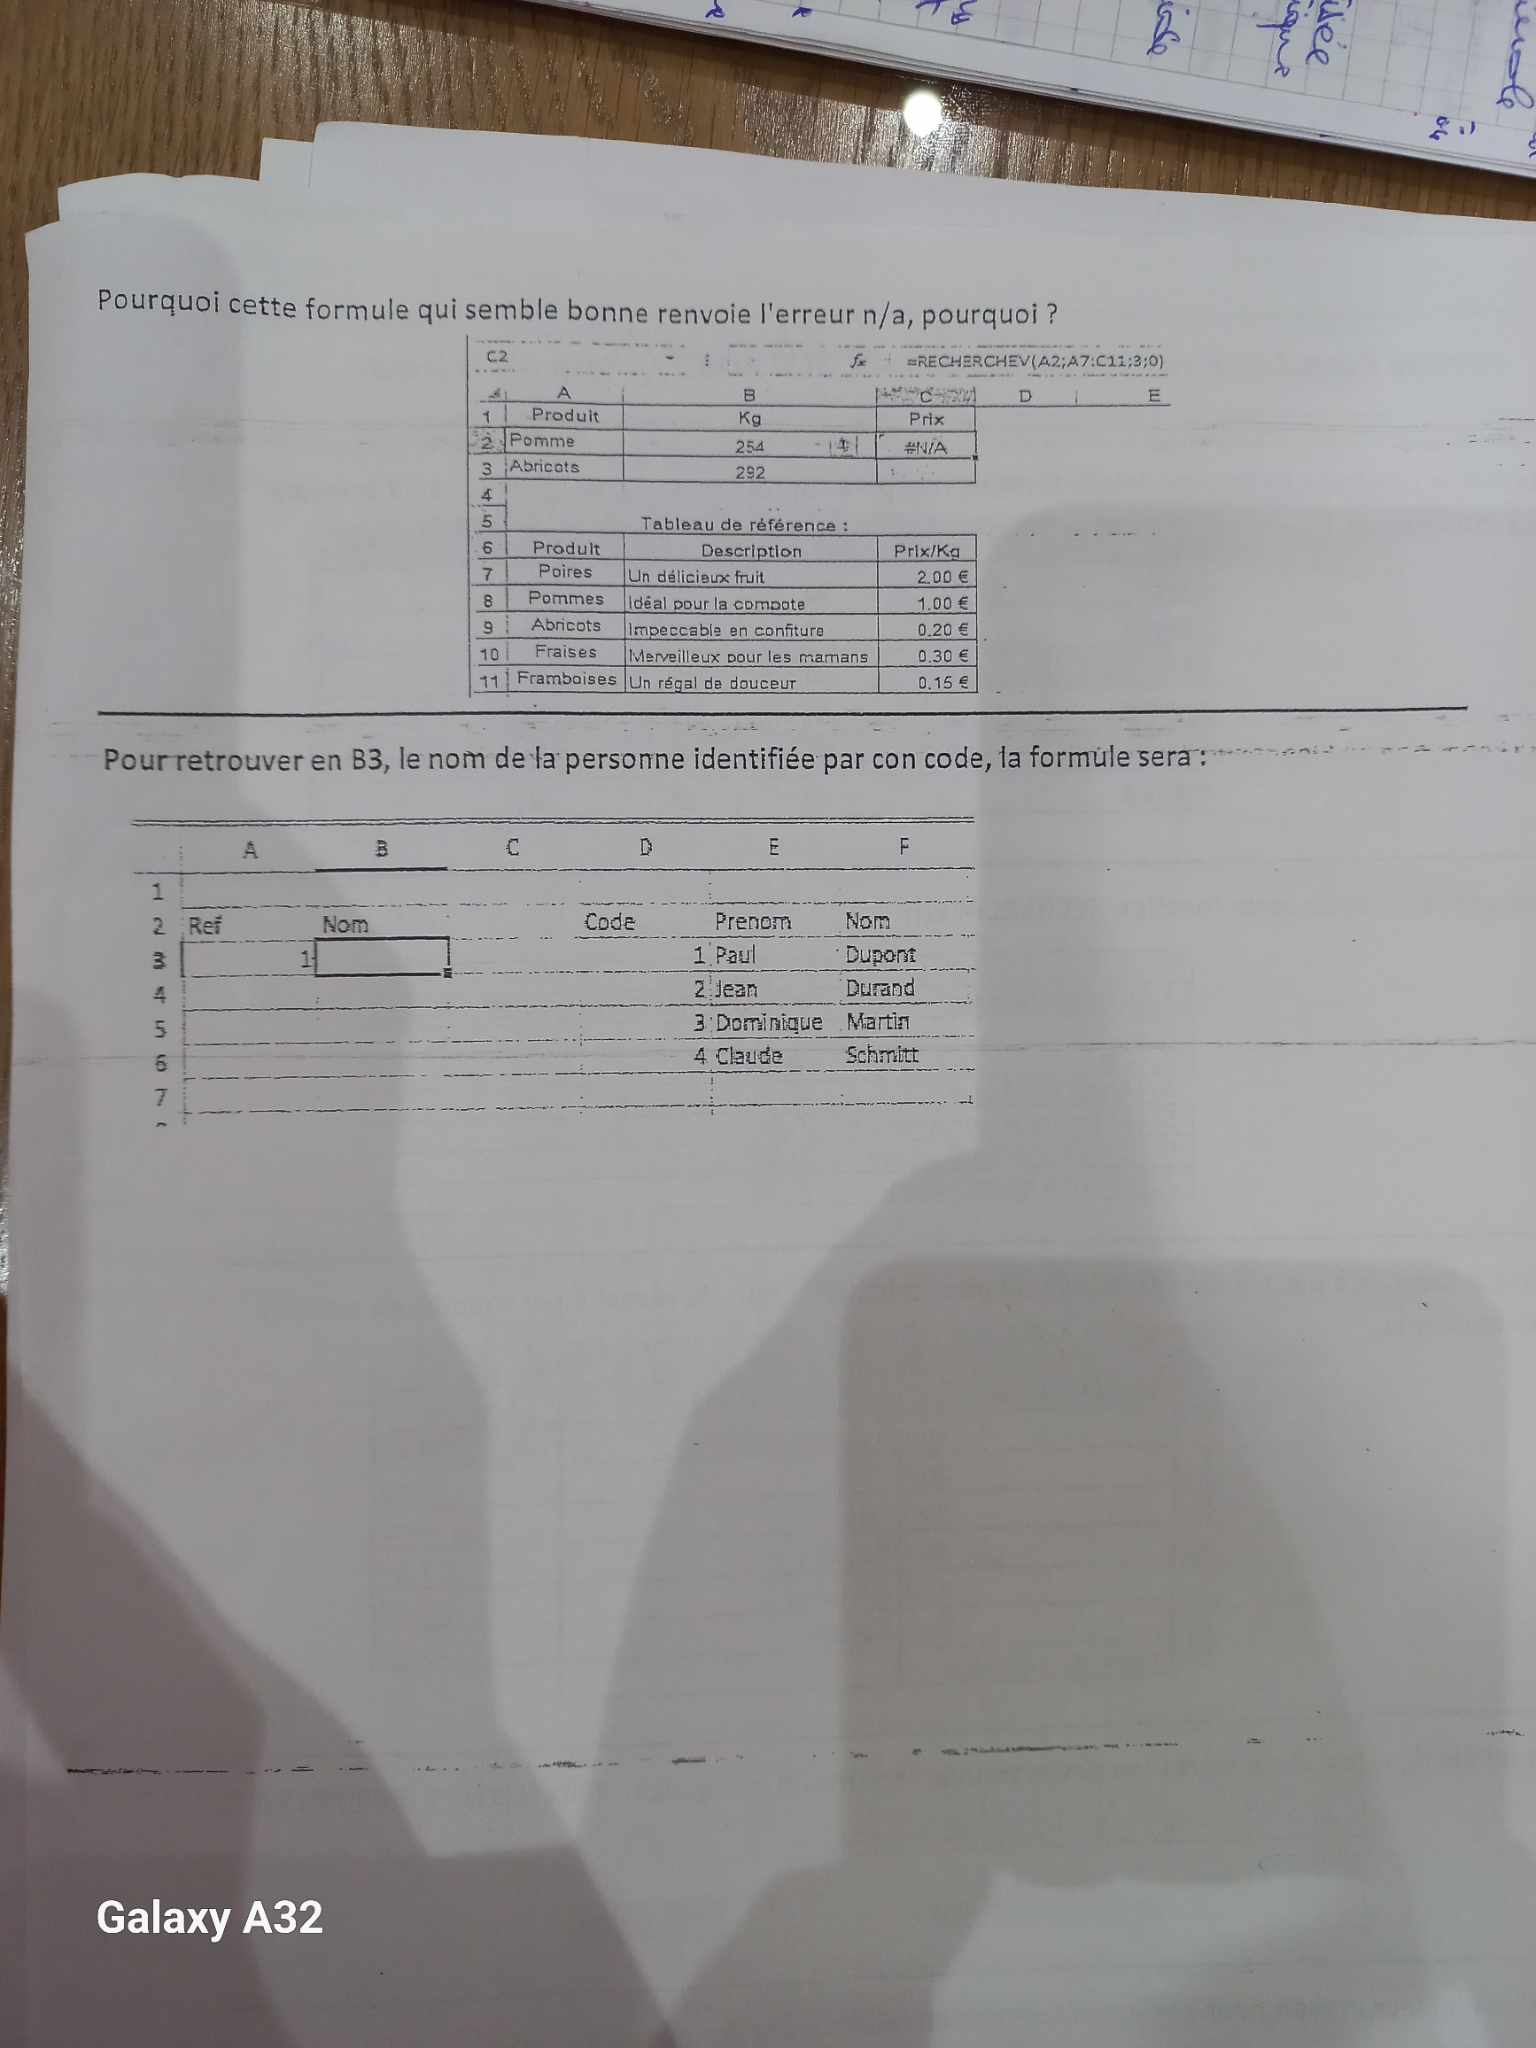 Pourquoi cette formule qui semble bonne renvoie l'erreur n/a, pourquoi ?
C2 fx =RECHERCHEV(A2;A7:C11;3;0)
A B C D E
1 Produit Kg Prix
2 Pomme 254 #N/A
3 Abricots 292
4
5 Tableau de référence :
6 Produit Description Prix/Kg
7 Poires Un délicieux fruit 2.00 €
8 Pommes Idéal pour la compote 1.00 €
9 Abricots Impeccable en confiture 0.20 €
10 Fraises Merveilleux pour les mamans 0.30 €
11 Framboises Un régal de douceur 0.15 €
Pour retrouver en B3, le nom de la personne identifiée par con code, la formule sera :
A B C D E F
1
2 Ref Nom Code Prenom Nom
3 1 1 Paul Dupont
4 2 Jean Durand
5 3 Dominique Martin
6 4 Claude Schmitt
7
Galaxy A32